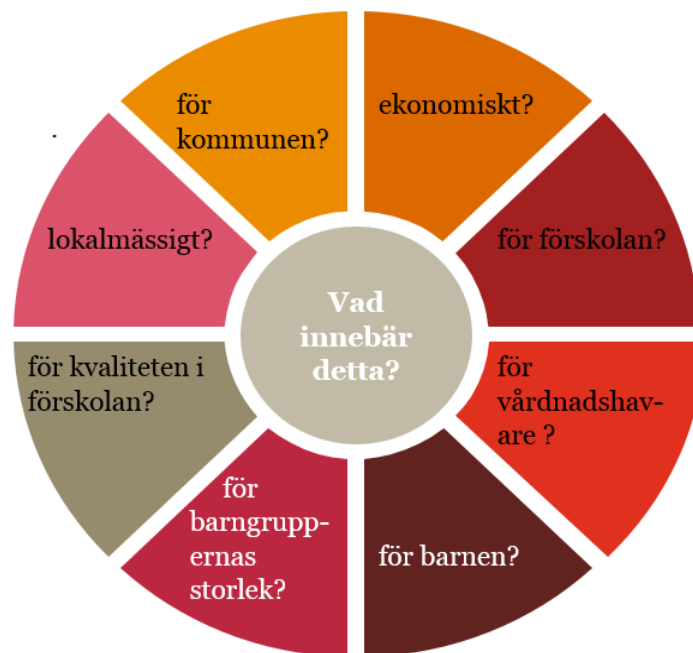 Vad
innebär
detta?
ekonomiskt?
för förskolan?
för
vårdnadshav-
are ?
för barnen?
för
barngrupp-
ernas
storlek?
för kvaliteten i
förskolan?
lokalmässigt?
för
kommunen?
.